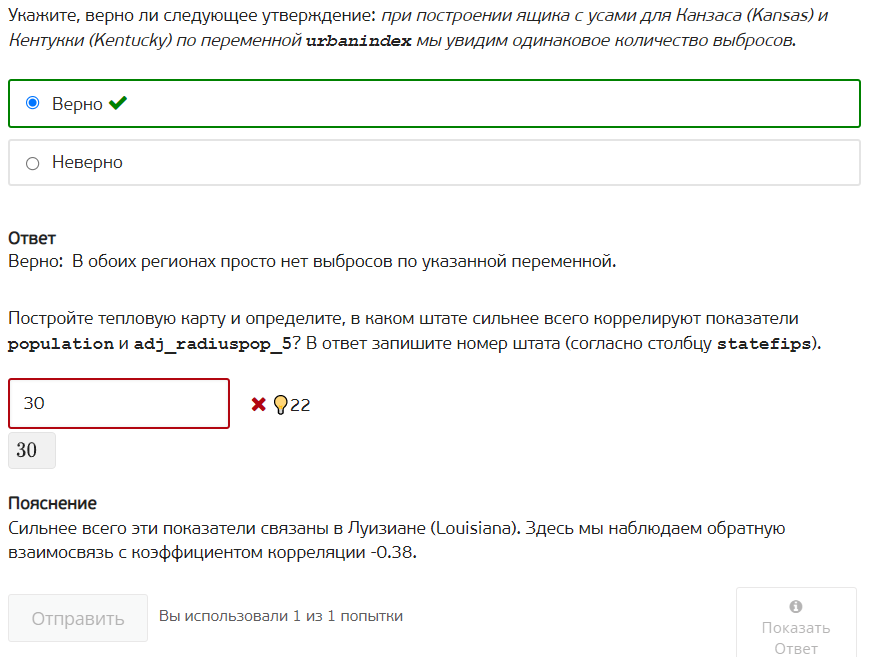 Укажите, верно ли следующее утверждение: при построении ящика с усами для Канзаса (Kansas) и
Кентукки (Kentucky) по переменной urbanindex мы увидим одинаковое количество выбросов.
Верно
Неверно
Ответ
Верно: В обоих регионах просто нет выбросов по указанной переменной.
Постройте тепловую карту и определите, в каком штате сильнее всего коррелируют показатели
population и adj_radiuspop_5? В ответ запишите номер штата (согласно столбцу statefips).
30 22
30
Пояснение
Сильнее всего эти показатели связаны в Луизиане (Louisiana). Здесь мы наблюдаем обратную
взаимосвязь с коэффициентом корреляции -0.38.
Отправить Вы использовали 1 из 1 попытки
Показать
Ответ